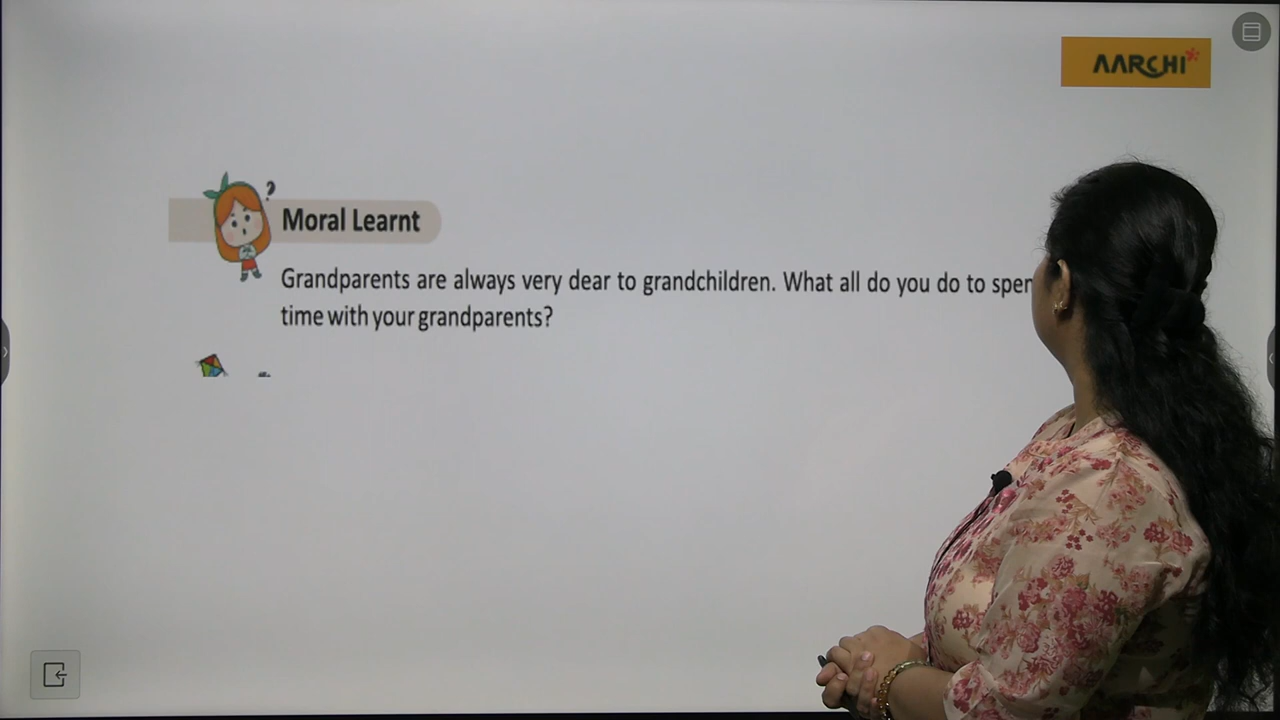 AARCHI
Moral Learnt
Grandparents are always very dear to grandchildren. What all do you do to
time with your grandparents?